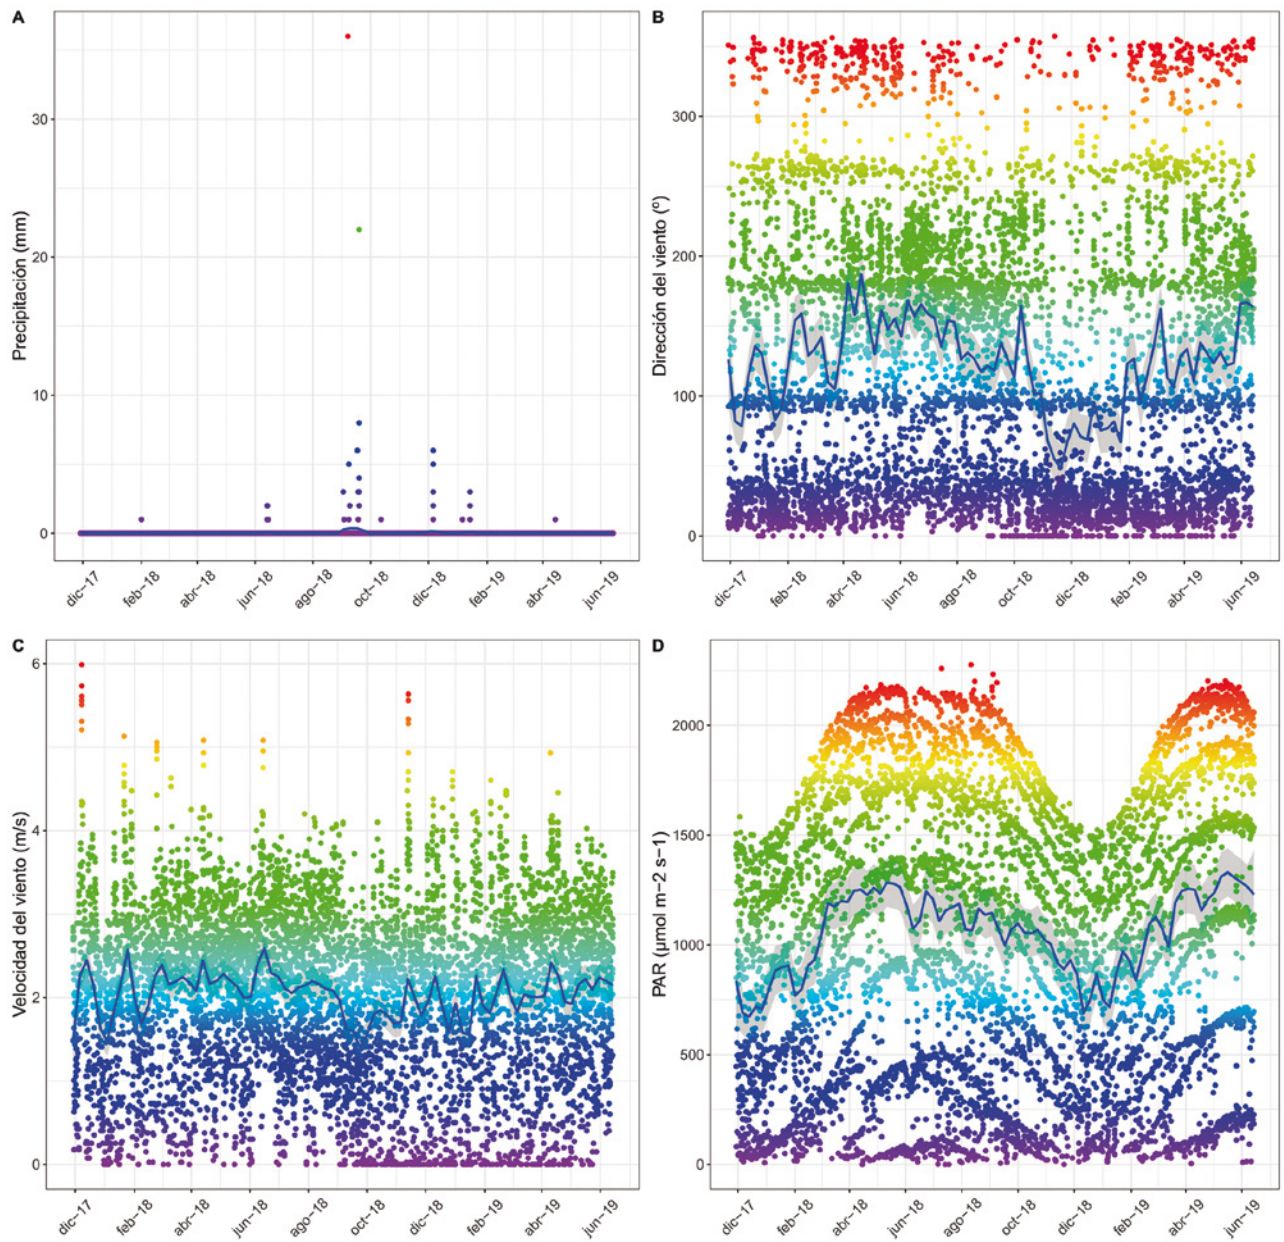 A
Precipitación (mm)
30
20
10
0
dic-17
feb-18
abr-18
jun-18
ago-18
oct-18
dic-18
feb-19
abr-19
jun-19
B
Dirección del viento (º)
300
200
100
0
dic-17
feb-18
abr-18
jun-18
ago-18
oct-18
dic-18
feb-19
abr-19
jun-19
C
Velocidad del viento (m/s)
6
4
2
0
dic-17
feb-18
abr-18
jun-18
ago-18
oct-18
dic-18
feb-19
abr-19
jun-19
D
PAR (µmol m-2 s-1)
2000
1500
1000
500
0
dic-17
feb-18
abr-18
jun-18
ago-18
oct-18
dic-18
feb-19
abr-19
jun-19